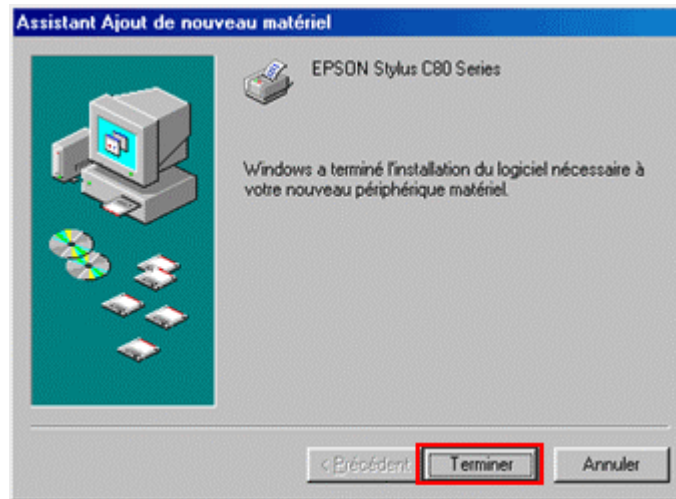 Assistant Ajout de nouveau matériel
EPSON Stylus C80 Series
Windows a terminé l'installation du logiciel nécessaire à
votre nouveau périphérique matériel.
< Précédent Terminer Annuler